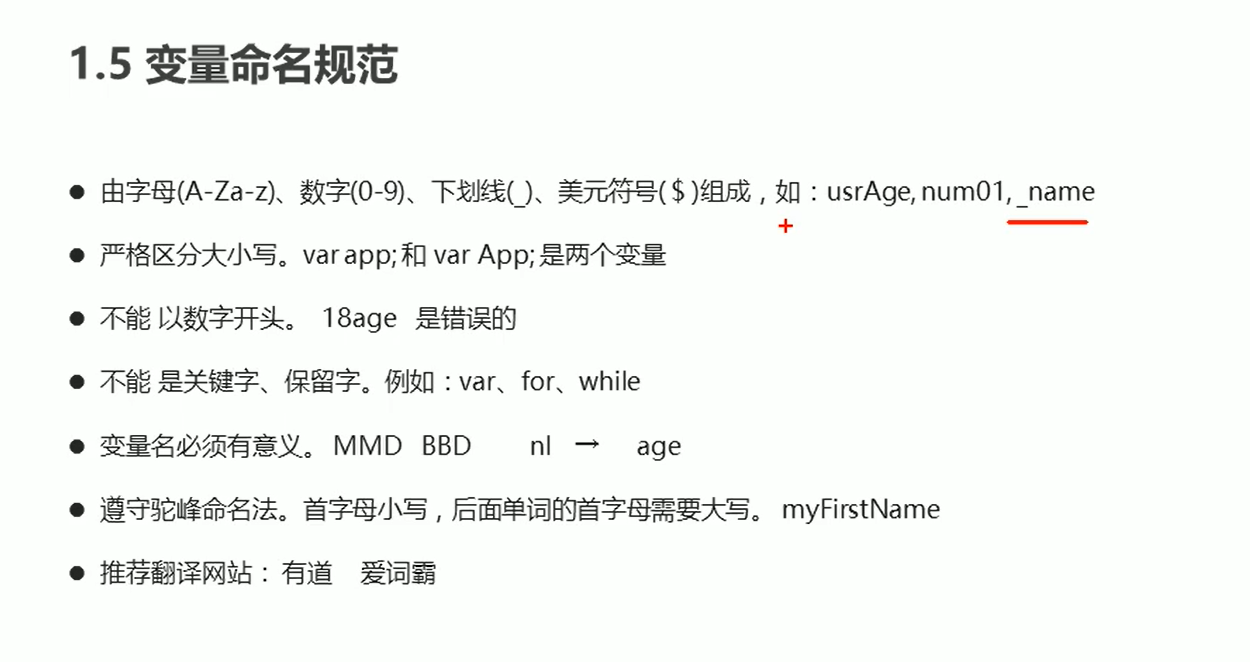 1.5 变量命名规范
● 由字母(A-Za-z)、数字(0-9)、下划线(_)、美元符号($)组成，如：usrAge, num01, _name
● 严格区分大小写。var app; 和 var App; 是两个变量
● 不能 以数字开头。 18age 是错误的
● 不能 是关键字、保留字。例如：var、for、while
● 变量名必须有意义。 MMD BBD nl → age
● 遵守驼峰命名法。首字母小写，后面单词的首字母需要大写。 myFirstName
● 推荐翻译网站： 有道 爱词霸